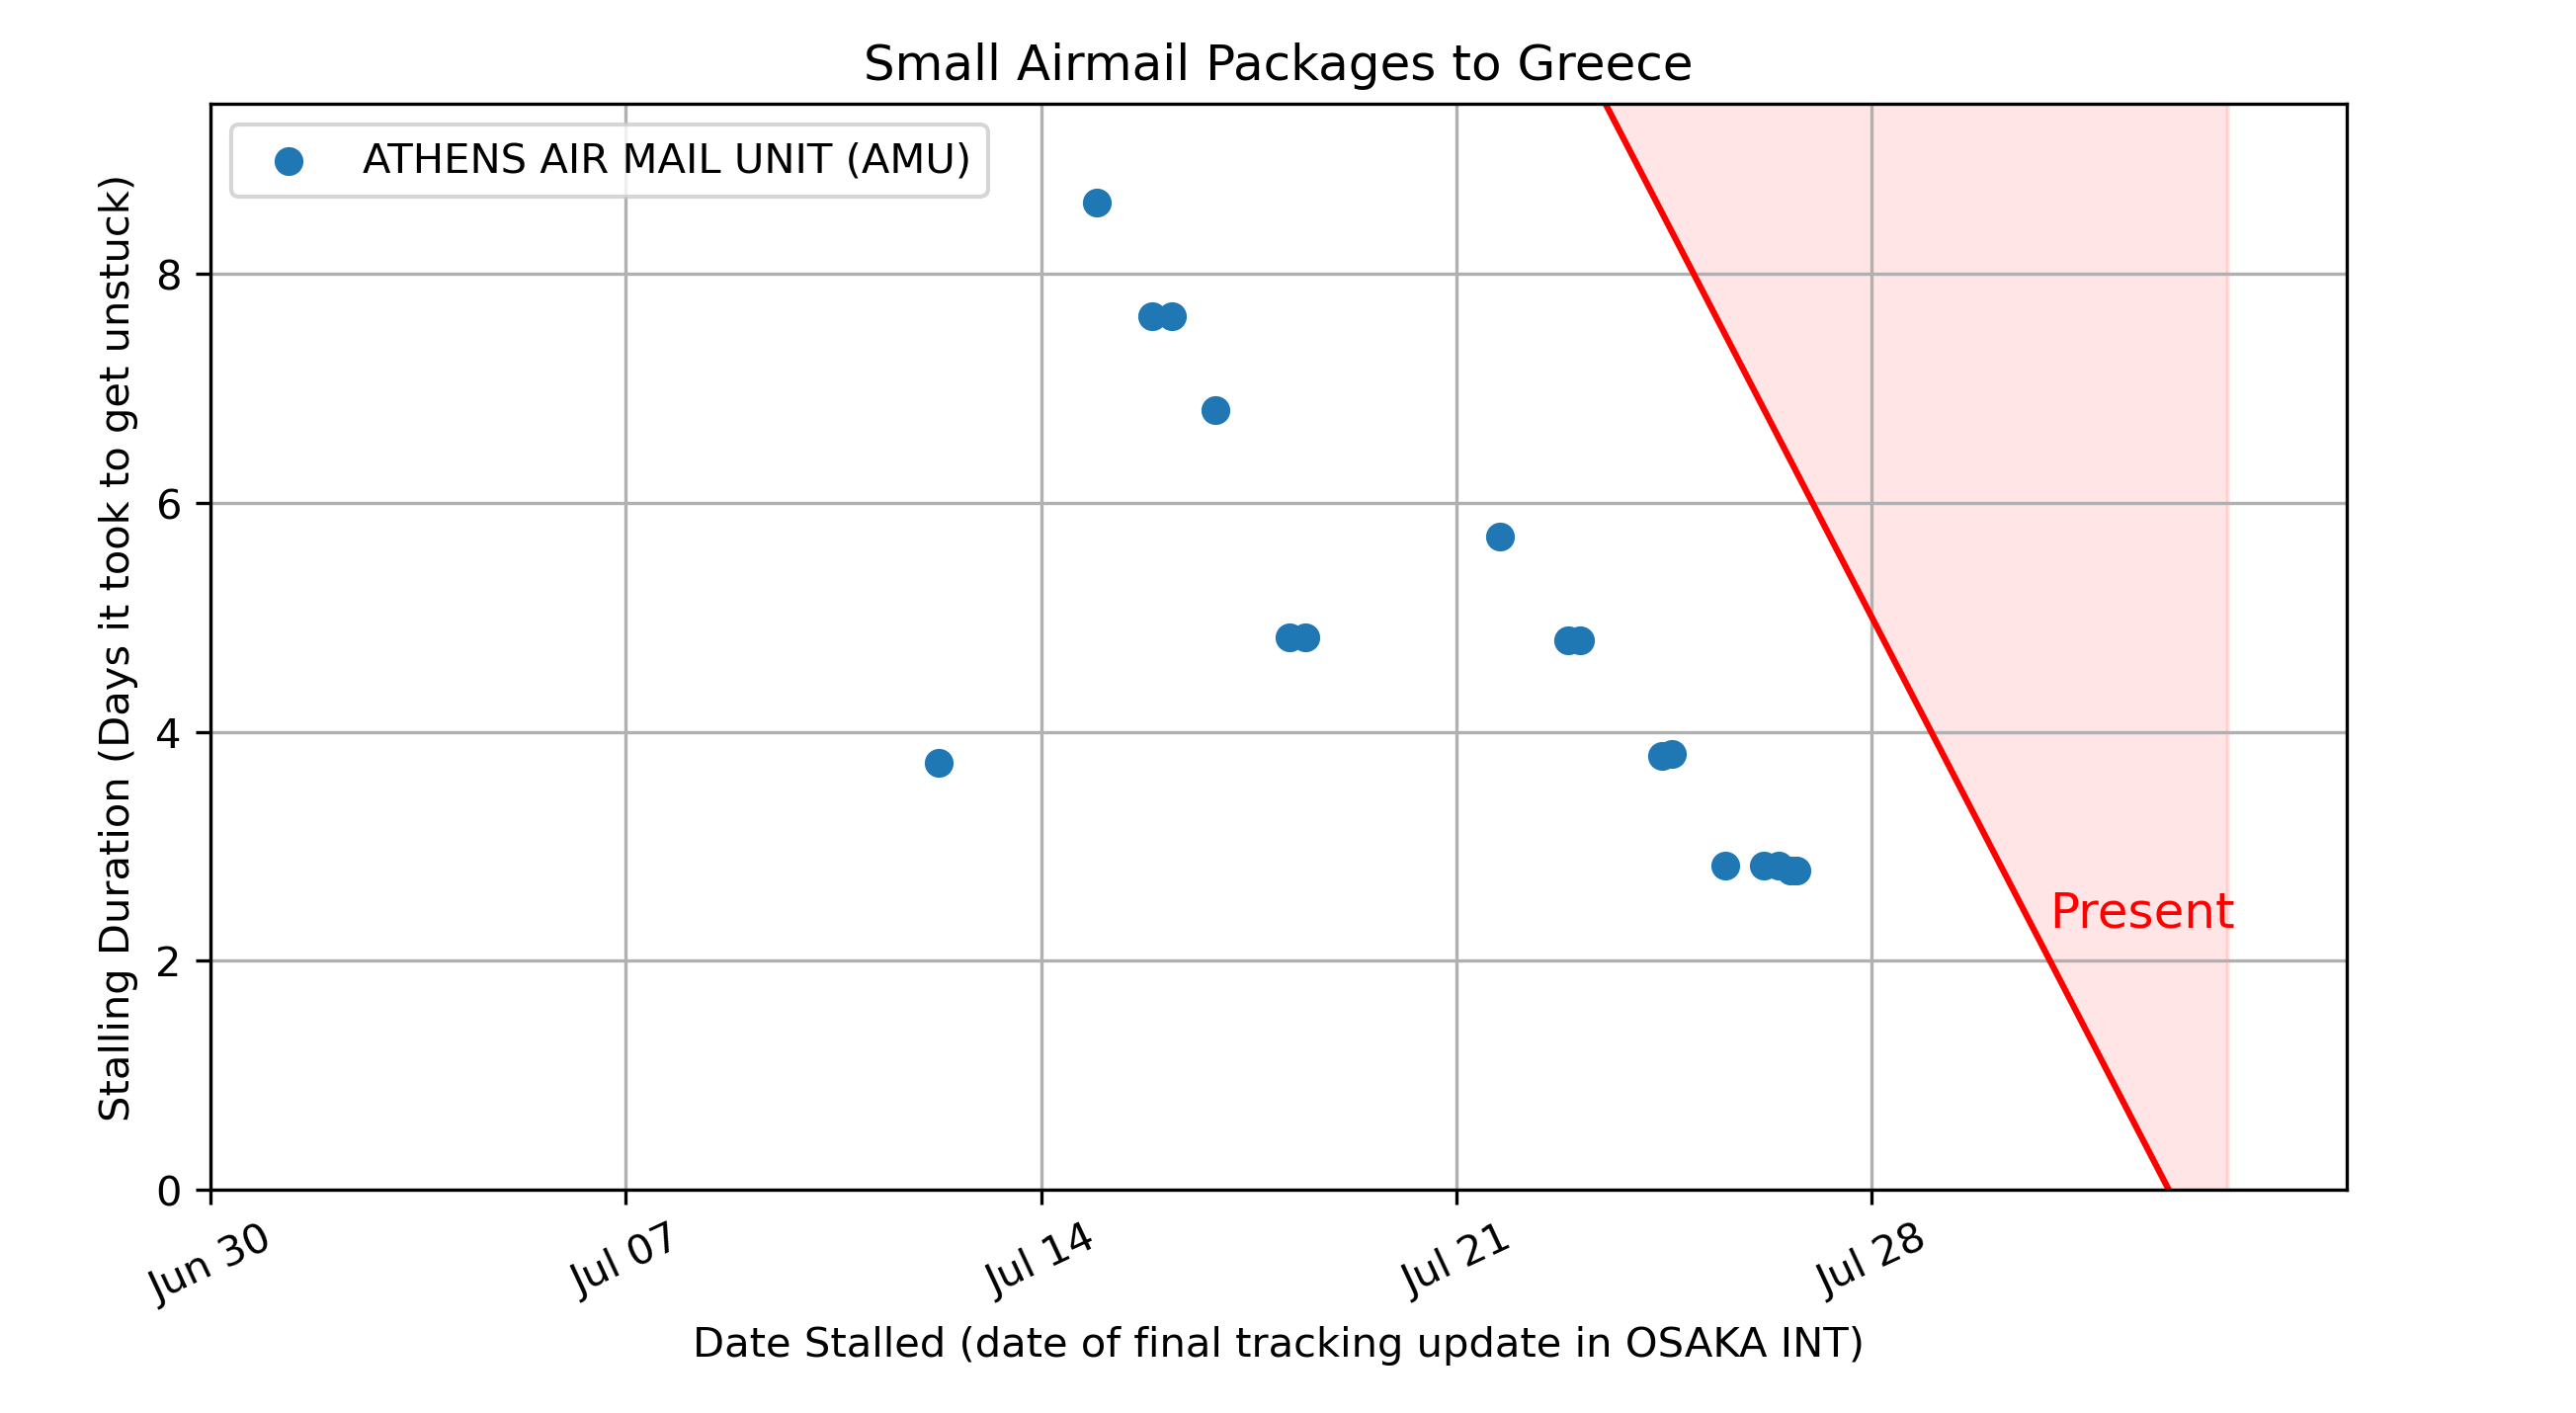 Small Airmail Packages to Greece
ATHENS AIR MAIL UNIT (AMU)
Stalling Duration (Days it took to get unstuck)
8
6
4
2
0
Present
Jun 30
Jul 07
Jul 14
Jul 21
Jul 28
Date Stalled (date of final tracking update in OSAKA INT)